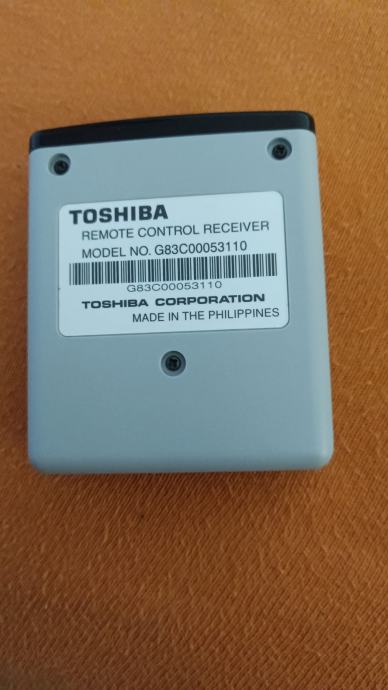 TOSHIBA
REMOTE CONTROL RECEIVER
MODEL NO. G83C00053110
G83C00053110
TOSHIBA CORPORATION
MADE IN THE PHILIPPINES